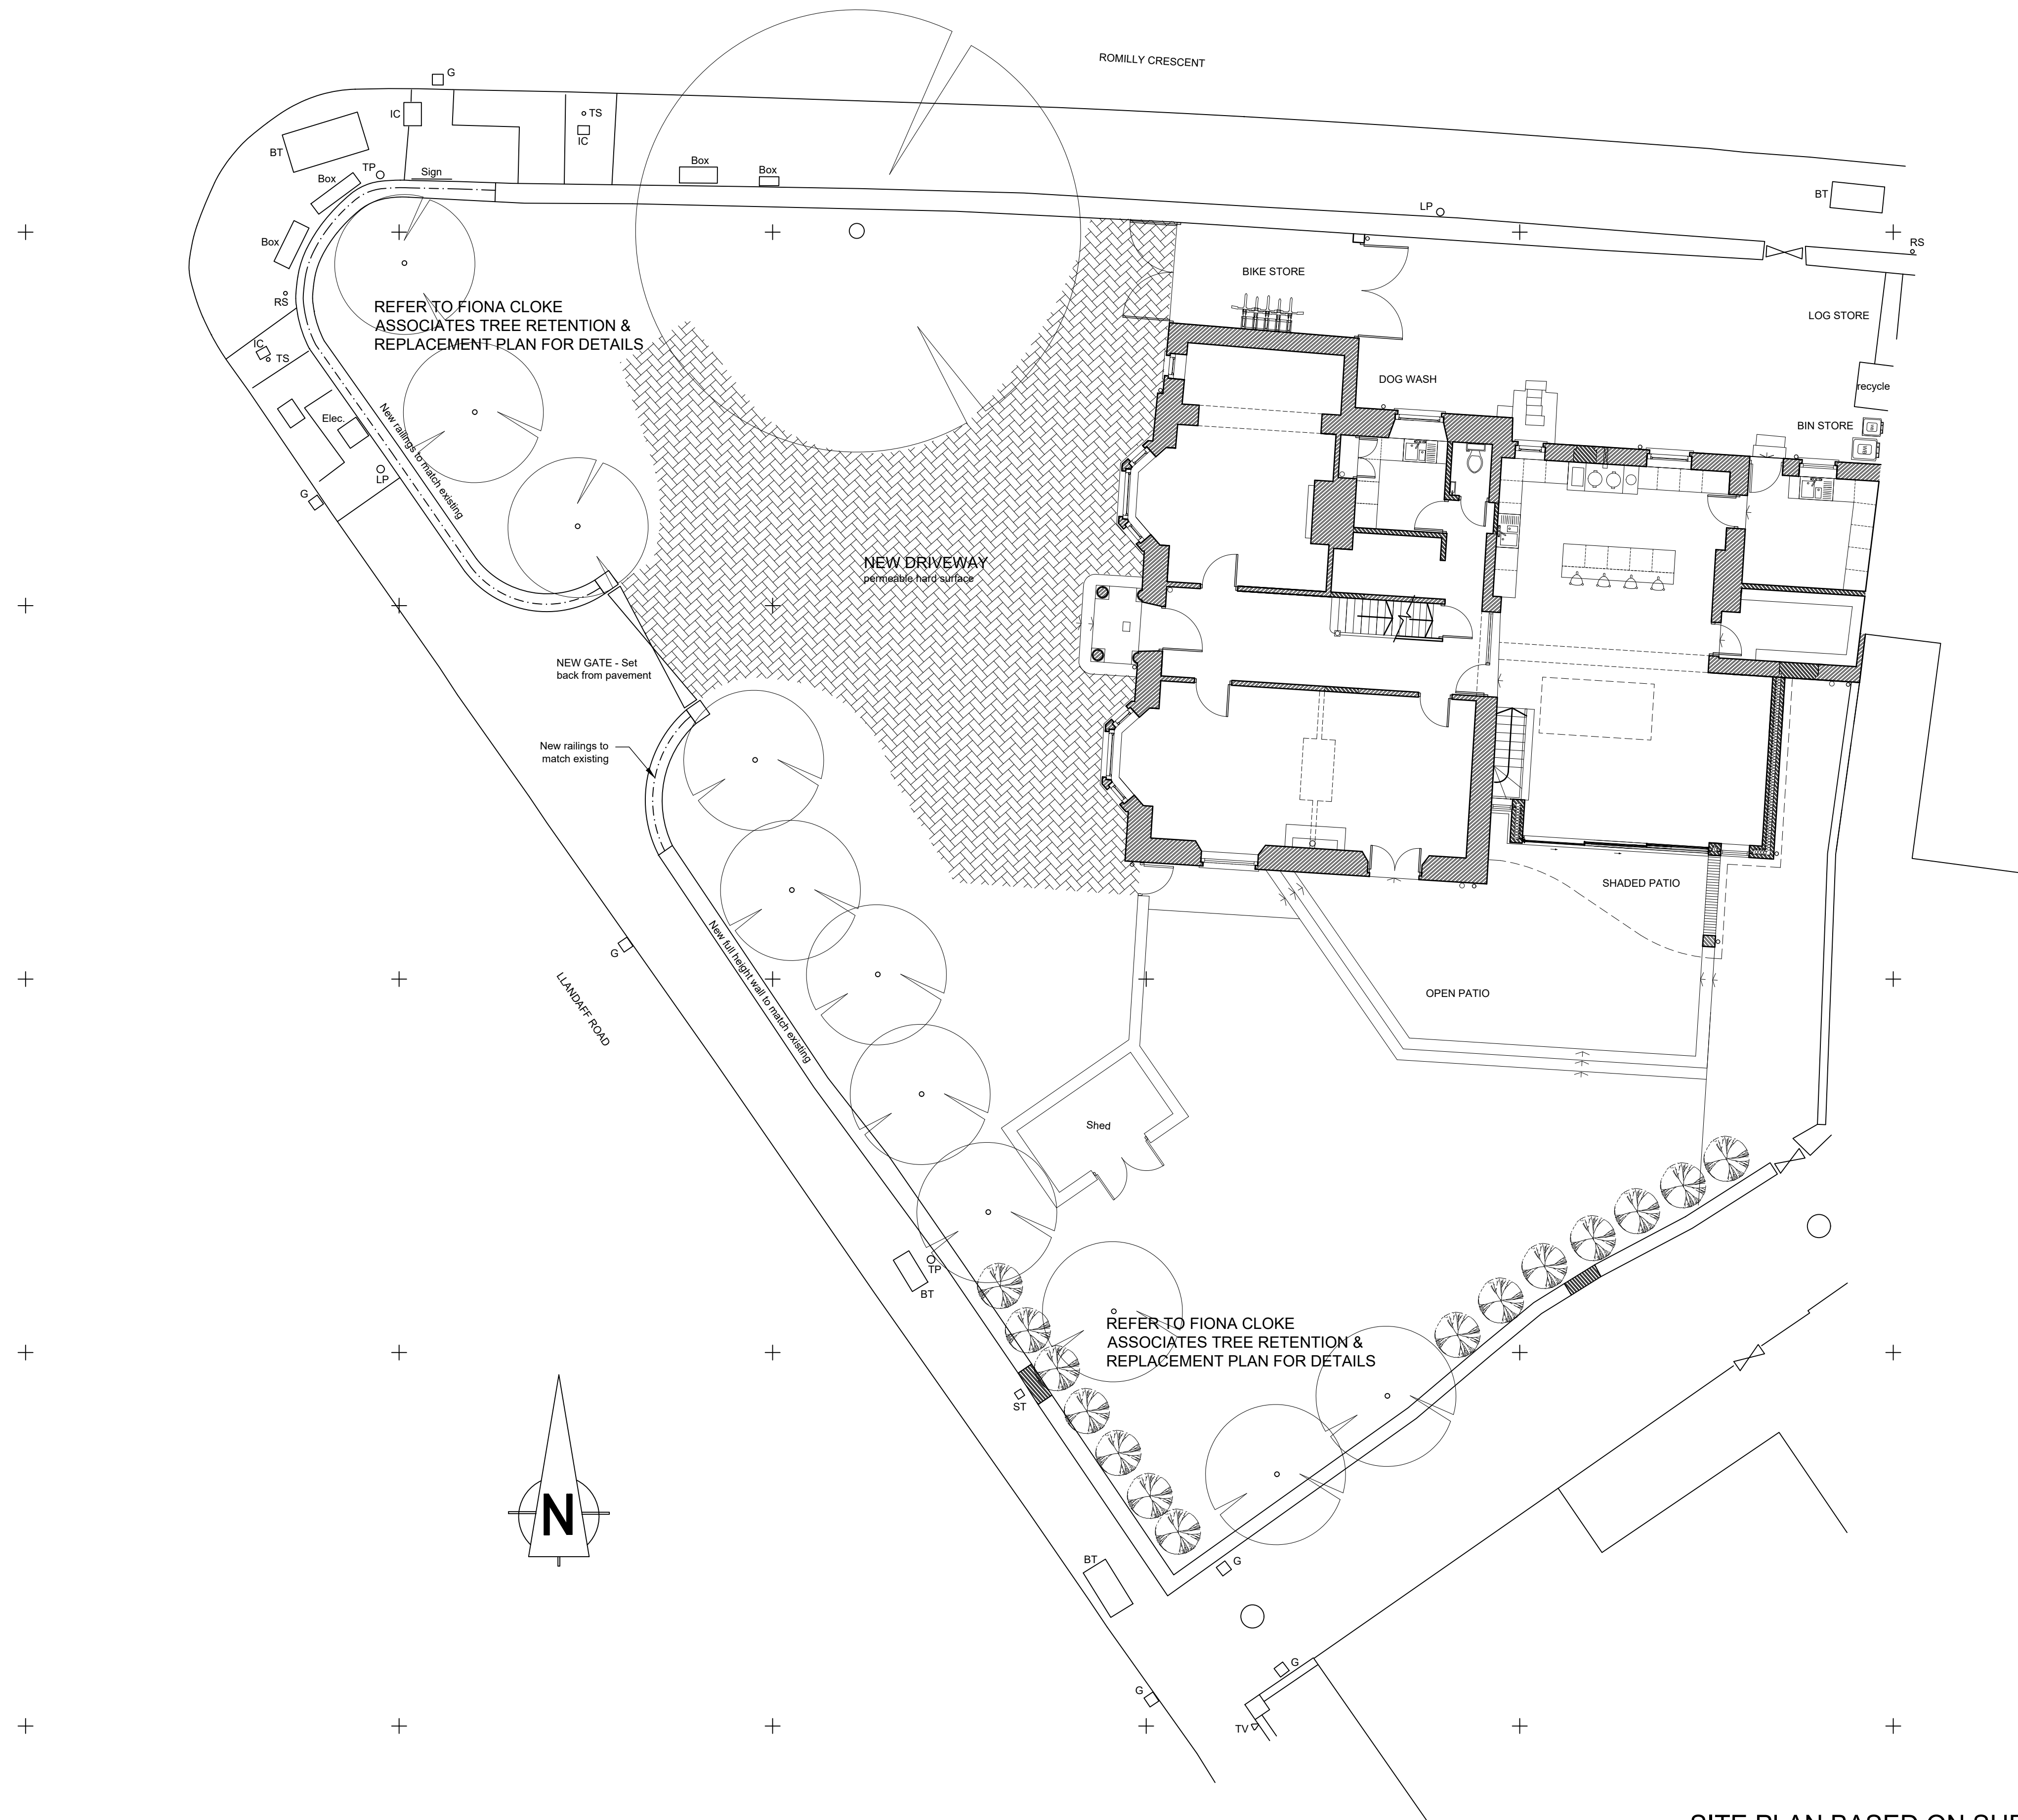 ROMILLY CRESCENT
G
IC
TS
IC
BT
TP
Sign
Box
Box
Box
Box
LP
BT
RS
RS
REFER TO FIONA CLOKE
ASSOCIATES TREE RETENTION &
REPLACEMENT PLAN FOR DETAILS
BIKE STORE
LOG STORE
IC
TS
DOG WASH
recycle
Elec.
BIN STORE
LP
G
New railings to match existing
NEW DRIVEWAY
permeable hard surface
NEW GATE - Set
back from pavement
New railings to
match existing
SHADED PATIO
G
New full height wall to match existing
LLANDAFF ROAD
OPEN PATIO
Shed
TP
BT
REFER TO FIONA CLOKE
ASSOCIATES TREE RETENTION &
REPLACEMENT PLAN FOR DETAILS
ST
N
BT
G
G
G
TV